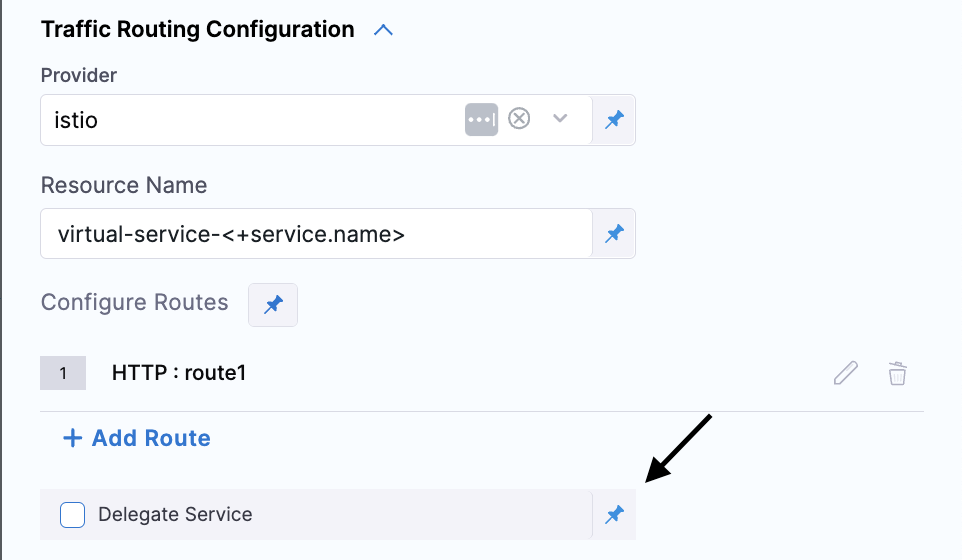 Traffic Routing Configuration
Provider
istio
Resource Name
virtual-service-<+service.name>
Configure Routes
1 HTTP : route1
+ Add Route
Delegate Service